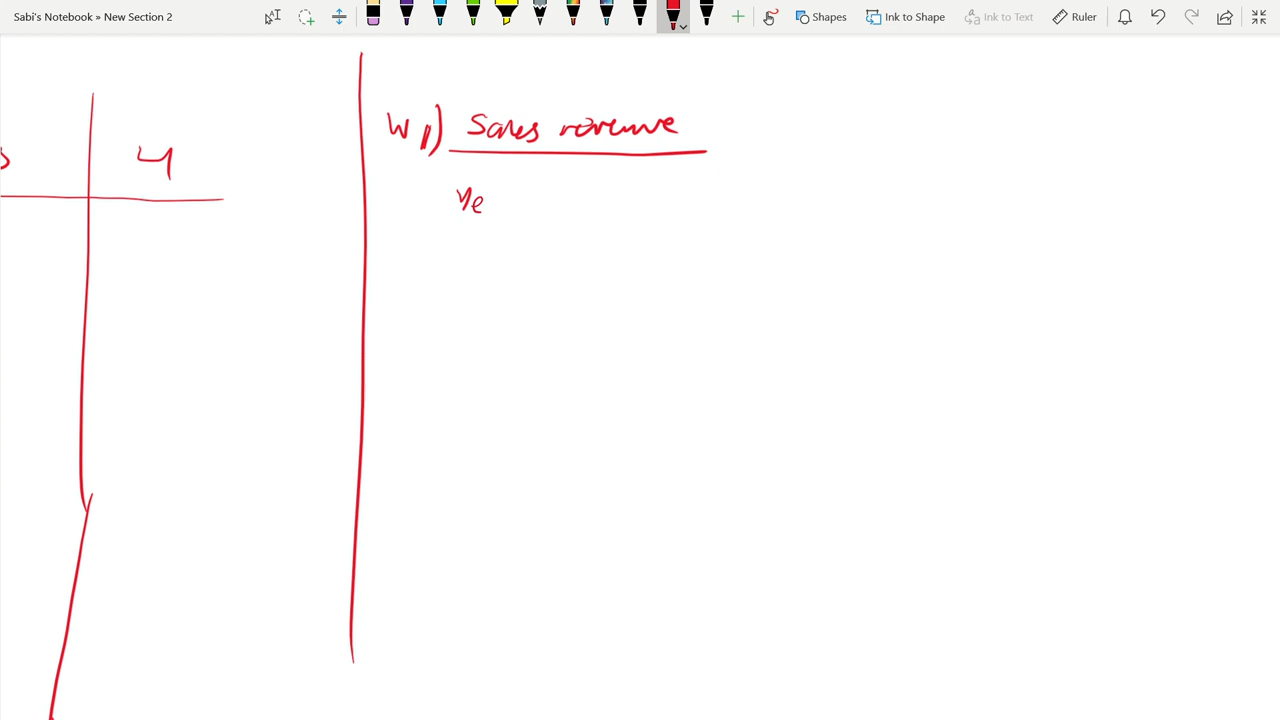 Sabi's Notebook » New Section 2
Shapes
Ink to Shape
Ink to Text
Ruler
W1) Sales revenue
4
Ye